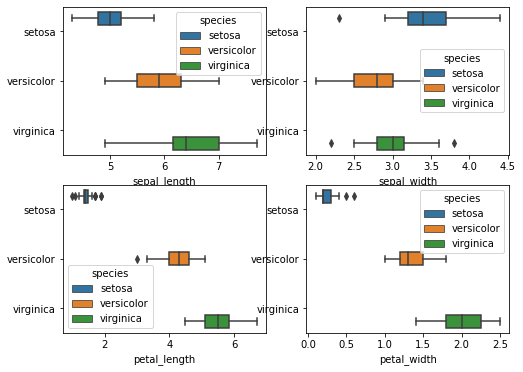 species
setosa
versicolor
virginica
setosa
versicolor
virginica
5 6 7
sepal_length
species
setosa
versicolor
virginica
setosa
versicolor
virginica
2.0 2.5 3.0 3.5 4.0 4.5
sepal_width
setosa
versicolor
virginica
species
setosa
versicolor
virginica
2 4 6
petal_length
species
setosa
versicolor
virginica
setosa
versicolor
virginica
0.0 0.5 1.0 1.5 2.0 2.5
petal_width